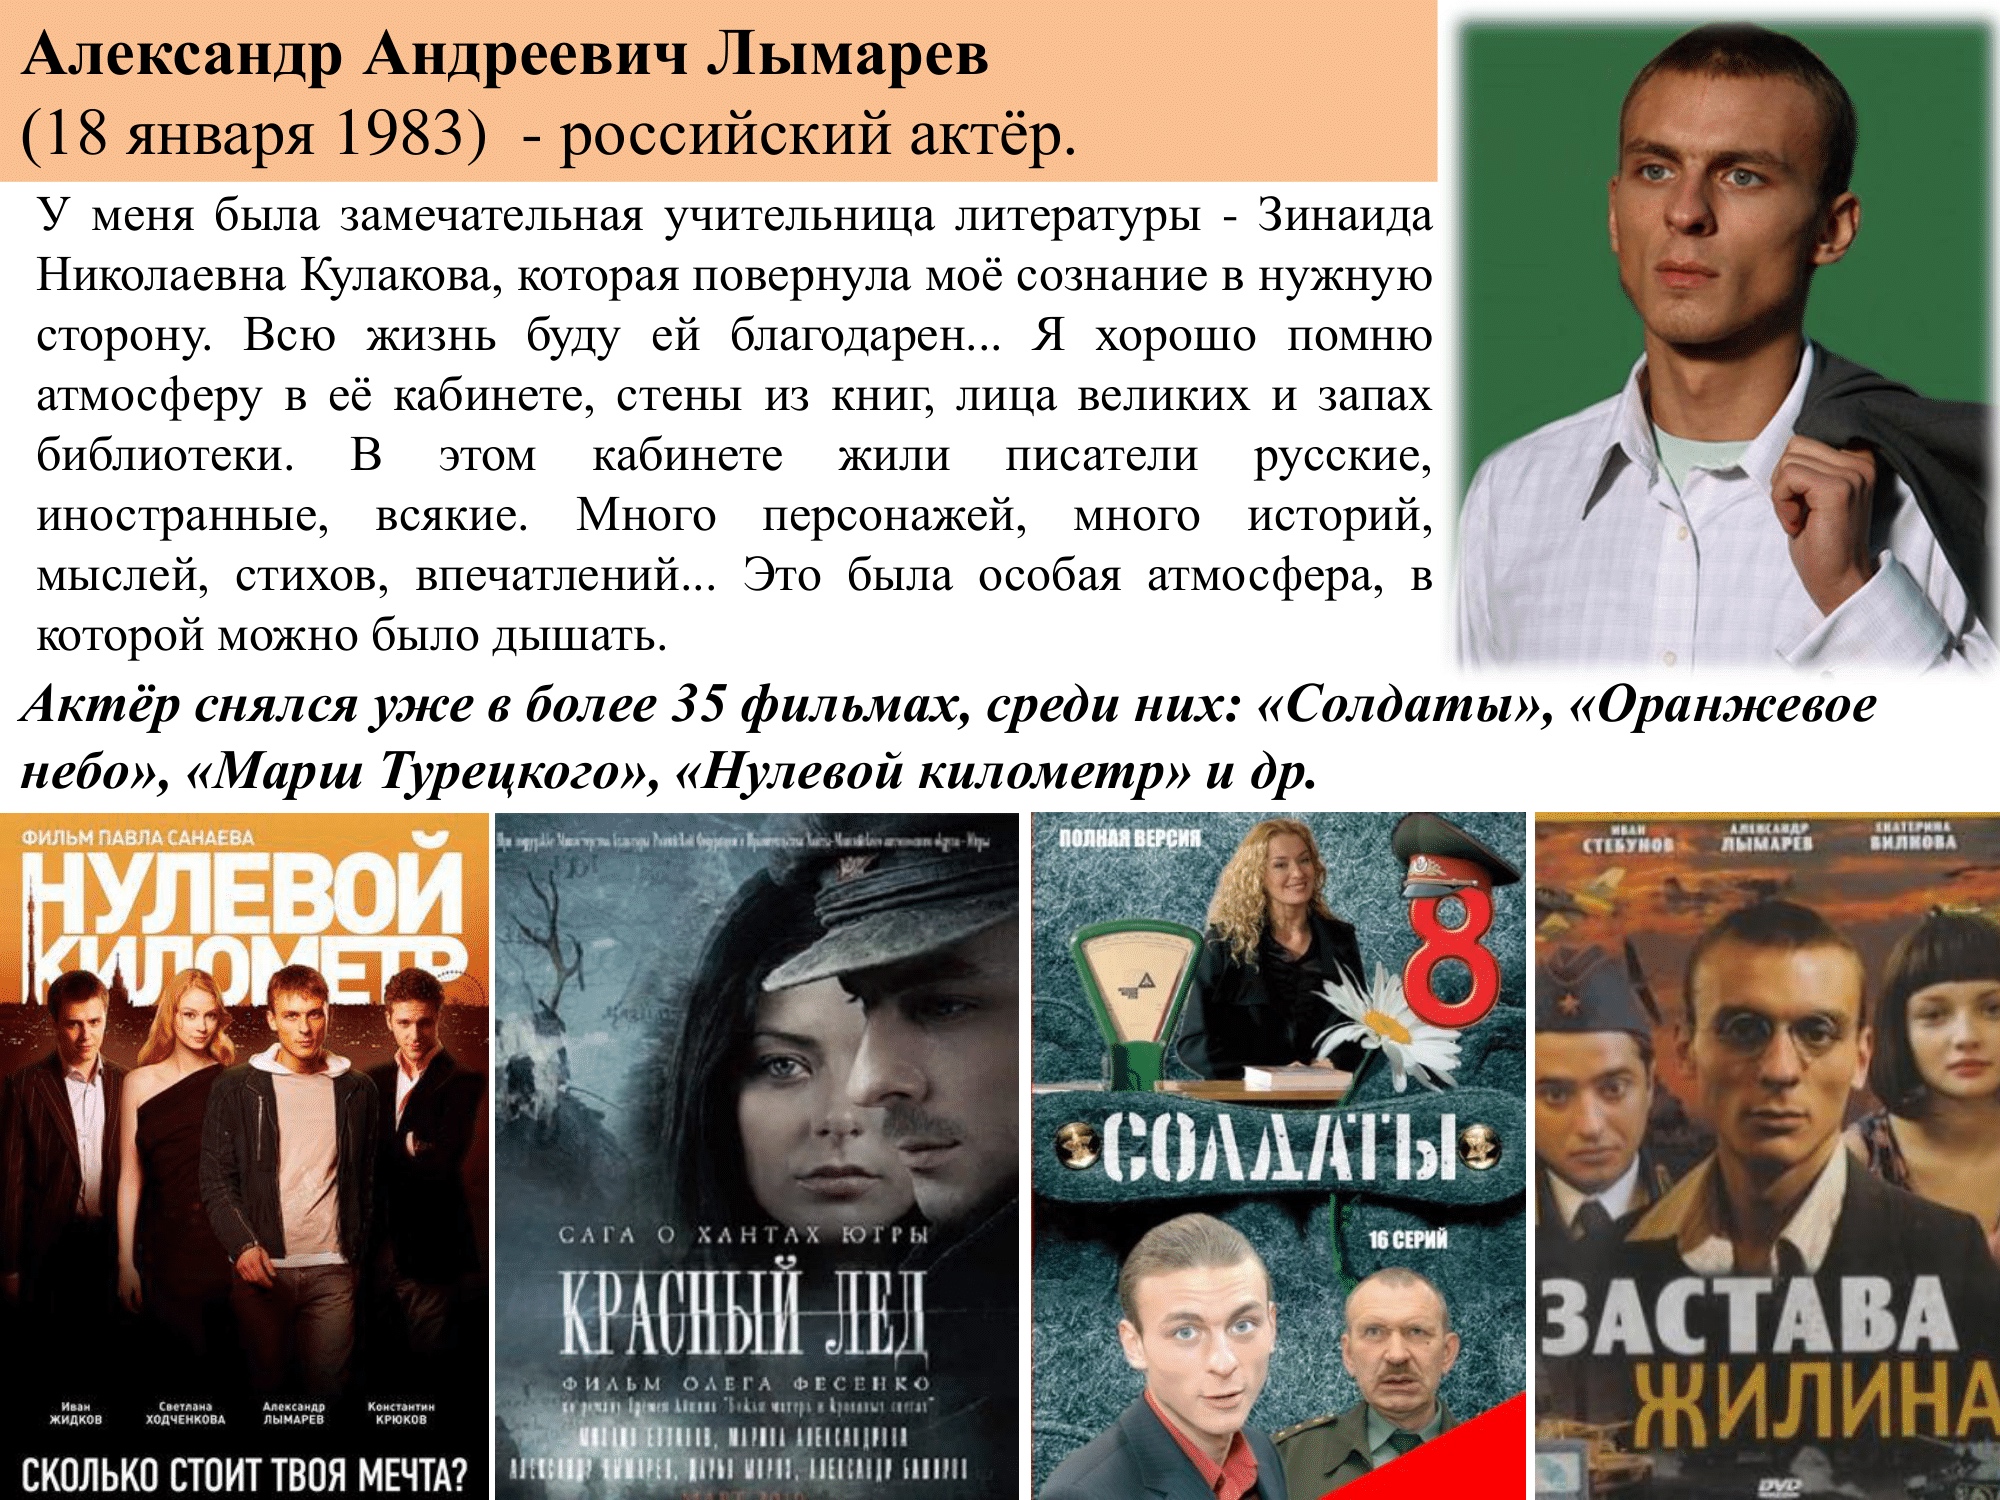 Александр Андреевич Лымарев
(18 января 1983)  - российский актёр.
У меня была замечательная учительница литературы - Зинаида
Николаевна Кулакова, которая повернула моё сознание в нужную
сторону. Всю жизнь буду ей благодарен... Я хорошо помню
атмосферу в её кабинете, стены из книг, лица великих и запах
библиотеки. В этом кабинете жили писатели русские,
иностранные, всякие. Много персонажей, много историй,
мыслей, стихов, впечатлений... Это была особая атмосфера, в
которой можно было дышать.
Актёр снялся уже в более 35 фильмах, среди них: «Солдаты», «Оранжевое
небо», «Марш Турецкого», «Нулевой километр» и др.
ФИЛЬМ ПАВЛА САНАЕВА
НУЛЕВОЙ
КИЛОМЕТР
Иван
ЖИДКОВ
Светлана
ХОДЧЕНКОВА
Александр
ЛЫМАРЕВ
Константин
КРЮКОВ
СКОЛЬКО СТОИТ ТВОЯ МЕЧТА?
САГА О ХАНТАХ ЮГРЫ
КРАСНЫЙ ЛЕД
ФИЛЬМ ОЛЕГА ФЕСЕНКО
ПОЛНАЯ ВЕРСИЯ
8
СОЛДАТЫ
16 СЕРИЙ
ИВАН
СТЕБУНОВ
АЛЕКСАНДР
ЛЫМАРЕВ
ЕКАТЕРИНА
ВИЛКОВА
ЗАСТАВА
ЖИЛИНА
DVD